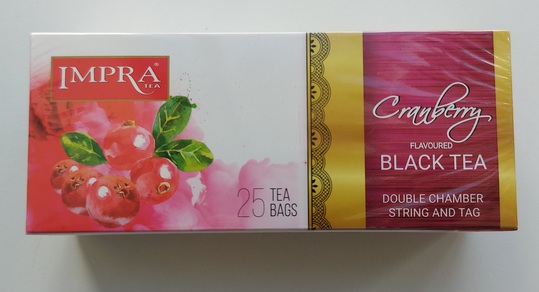 IMPRA®
TEA
25 TEA
BAGS
Cranberry
FLAVOURED
BLACK TEA
DOUBLE CHAMBER
STRING AND TAG